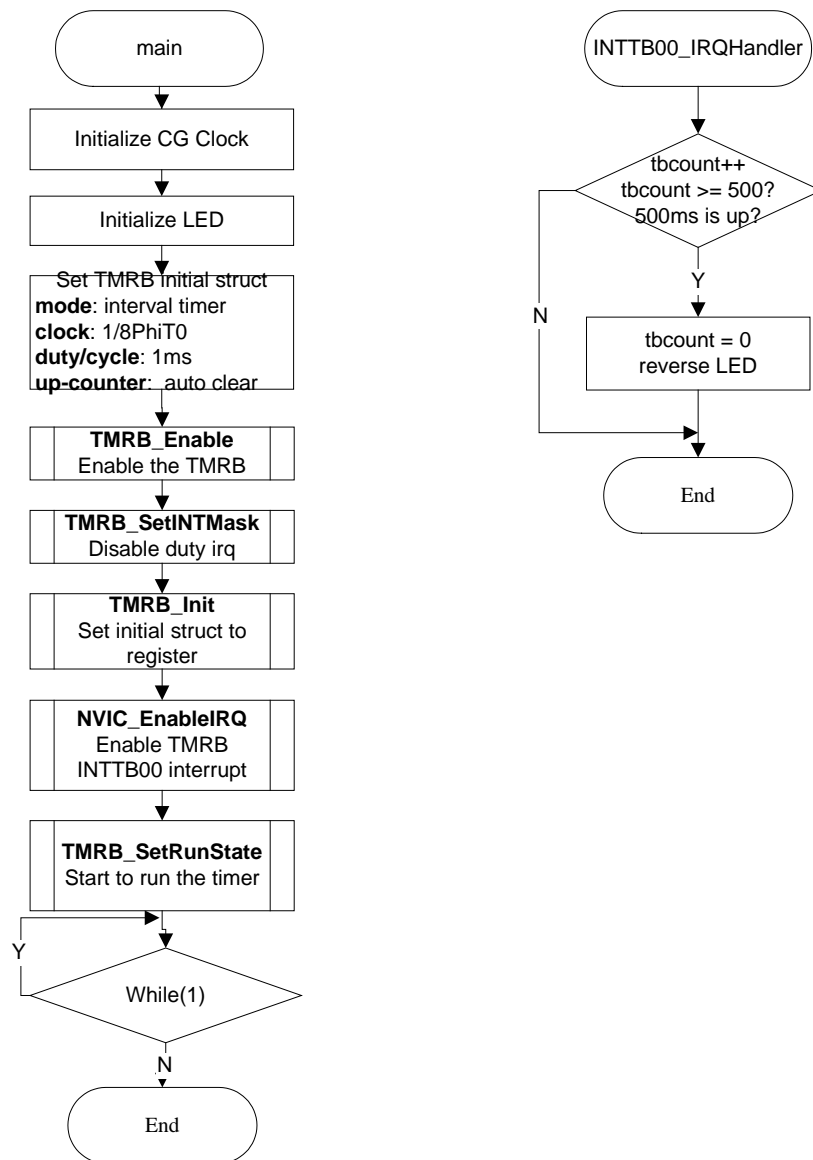 main
Initialize CG Clock
Initialize LED
Set TMRB initial struct
mode: interval timer
clock: 1/8PhiT0
duty/cycle: 1ms
up-counter:  auto clear
TMRB_Enable
Enable the TMRB
TMRB_SetINTMask
Disable duty irq
TMRB_Init
Set initial struct to
register
NVIC_EnableIRQ
Enable TMRB
INTTB00 interrupt
TMRB_SetRunState
Start to run the timer
Y
While(1)
N
End
INTTB00_IRQHandler
tbcount++
tbcount >= 500?
500ms is up?
Y
N
tbcount = 0
reverse LED
End